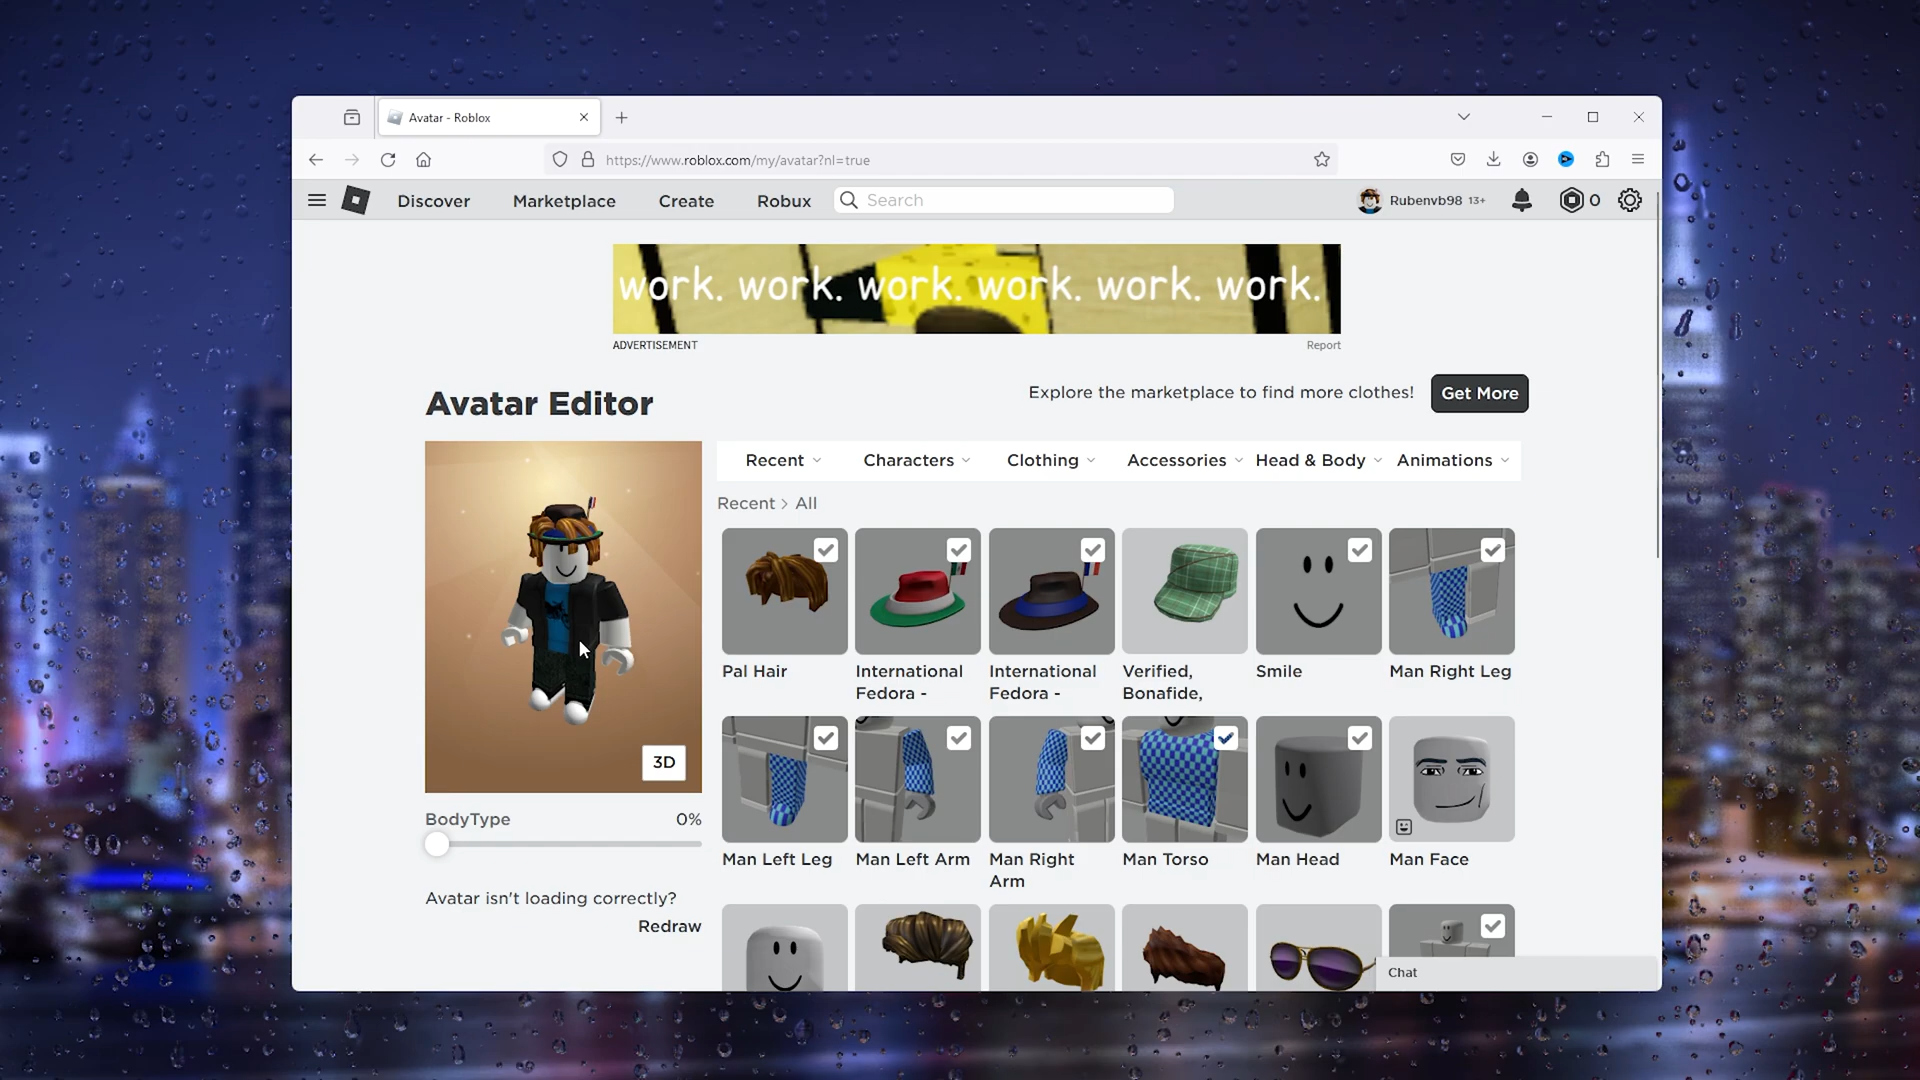 Avatar - Roblox
https://www.roblox.com/my/avatar?nl=true
Discover
Marketplace
Create
Robux
Search
Rubenvb98 13+
0
work. work. work. work. work. work.
ADVERTISEMENT
Report
Avatar Editor
Explore the marketplace to find more clothes!
Get More
Recent
Characters
Clothing
Accessories
Head & Body
Animations
Recent > All
3D
BodyType 0%
Avatar isn't loading correctly?
Redraw
Pal Hair
International
Fedora -
International
Fedora -
Verified,
Bonafide,
Smile
Man Right Leg
Man Left Leg
Man Left Arm
Man Right
Arm
Man Torso
Man Head
Man Face
Chat